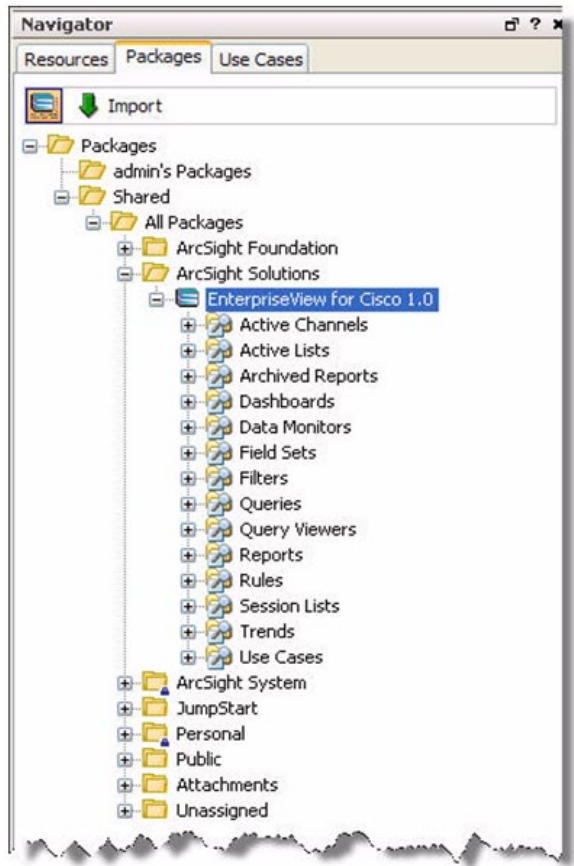 Navigator
Resources Packages Use Cases
Import
Packages
admin's Packages
Shared
All Packages
ArcSight Foundation
ArcSight Solutions
EnterpriseView for Cisco 1.0
Active Channels
Active Lists
Archived Reports
Dashboards
Data Monitors
Field Sets
Filters
Queries
Query Viewers
Reports
Rules
Session Lists
Trends
Use Cases
ArcSight System
JumpStart
Personal
Public
Attachments
Unassigned